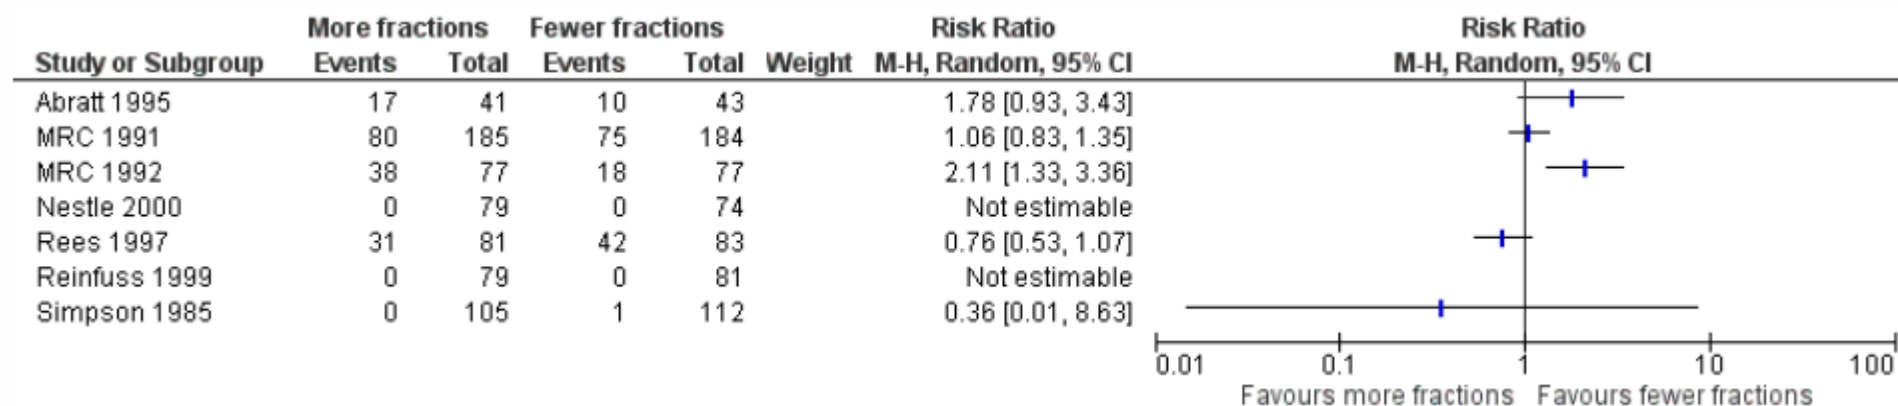 More fractions Fewer fractions Risk Ratio Risk Ratio
Study or Subgroup Events Total Events Total Weight M-H, Random, 95% CI M-H, Random, 95% CI
Abratt 1995 17 41 10 43 1.78 [0.93, 3.43]
MRC 1991 80 185 75 184 1.06 [0.83, 1.35]
MRC 1992 38 77 18 77 2.11 [1.33, 3.36]
Nestle 2000 0 79 0 74 Not estimable
Rees 1997 31 81 42 83 0.76 [0.53, 1.07]
Reinfuss 1999 0 79 0 81 Not estimable
Simpson 1985 0 105 1 112 0.36 [0.01, 8.63]
0.01 0.1 1 10 100
Favours more fractions Favours fewer fractions